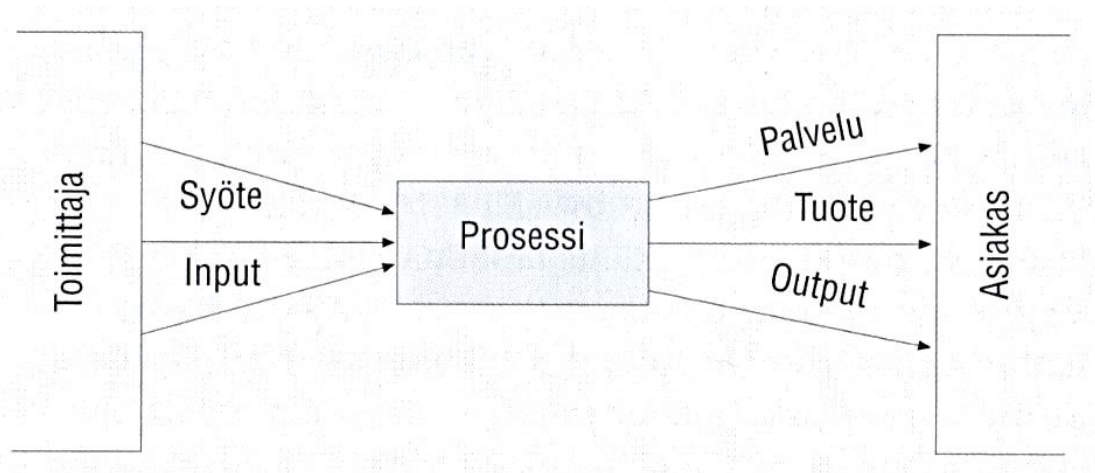 Toimittaja
Syöte
Input
Prosessi
Palvelu
Tuote
Output
Asiakas